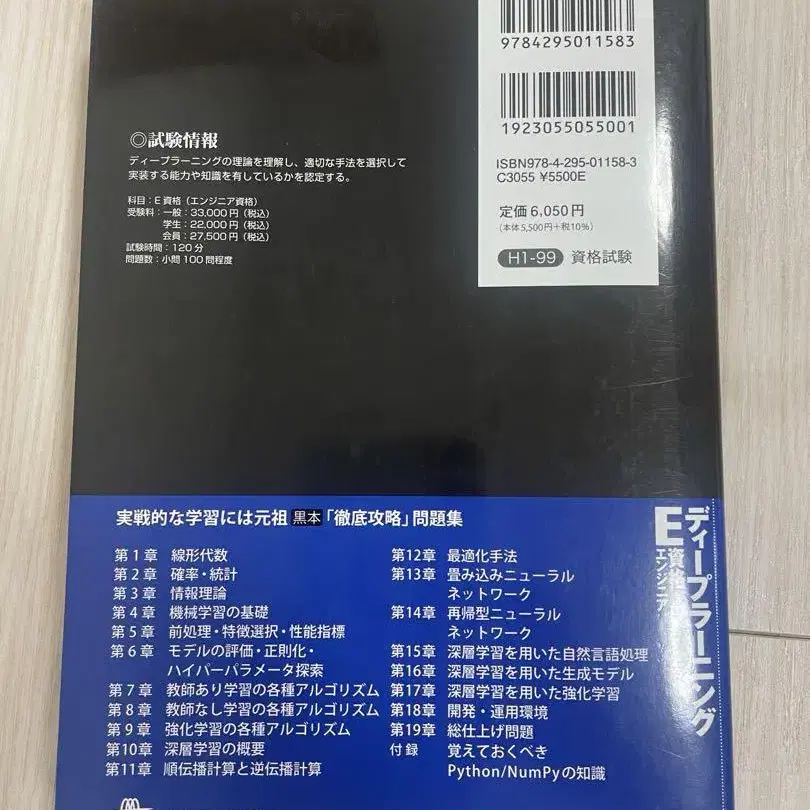 9784295011583
1923055055001
ISBN978-4-295-01158-3
C3055 ¥5500E
定価6,050円
(本体5,500円+税10%)
H1-99 資格試験
◎試験情報
ディープラーニングの理論を理解し、適切な手法を選択して
実装する能力や知識を有しているかを認定する。
科目:E資格(エンジニア資格)
受験料:一般:33,000円(税込)
学生:22,000円(税込)
会員:27,500円(税込)
試験時間:120分
問題数:小問100問程度
実戦的な学習には元祖 黒本「徹底攻略」問題集
第1章 線形代数
第2章 確率・統計
第3章 情報理論
第4章 機械学習の基礎
第5章 前処理・特徴選択・性能指標
第6章 モデルの評価・正則化・
ハイパーパラメータ探索
第7章 教師あり学習の各種アルゴリズム
第8章 教師なし学習の各種アルゴリズム
第9章 強化学習の各種アルゴリズム
第10章 深層学習の概要
第11章 順伝播計算と逆伝播計算
第12章 最適化手法
第13章 畳み込みニューラル
ネットワーク
第14章 再帰型ニューラル
ネットワーク
第15章 深層学習を用いた自然言語処理
第16章 深層学習を用いた生成モデル
第17章 深層学習を用いた強化学習
第18章 開発・運用環境
第19章 総仕上げ問題
付録 覚えておくべき
Python/NumPyの知識
ディープラーニング
E資格
エンジニア